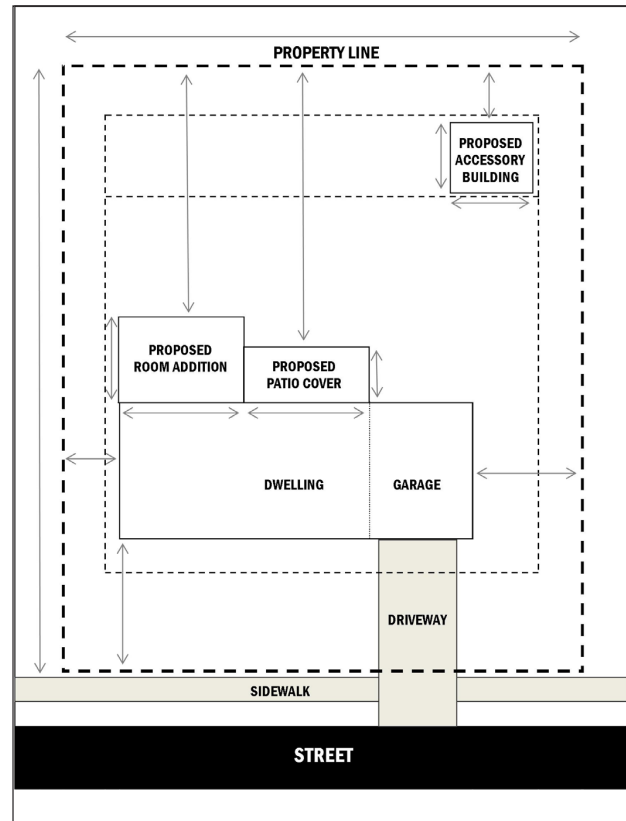 PROPERTY LINE
PROPOSED
ACCESSORY
BUILDING
PROPOSED
ROOM ADDITION
PROPOSED
PATIO COVER
DWELLING
GARAGE
DRIVEWAY
SIDEWALK
STREET